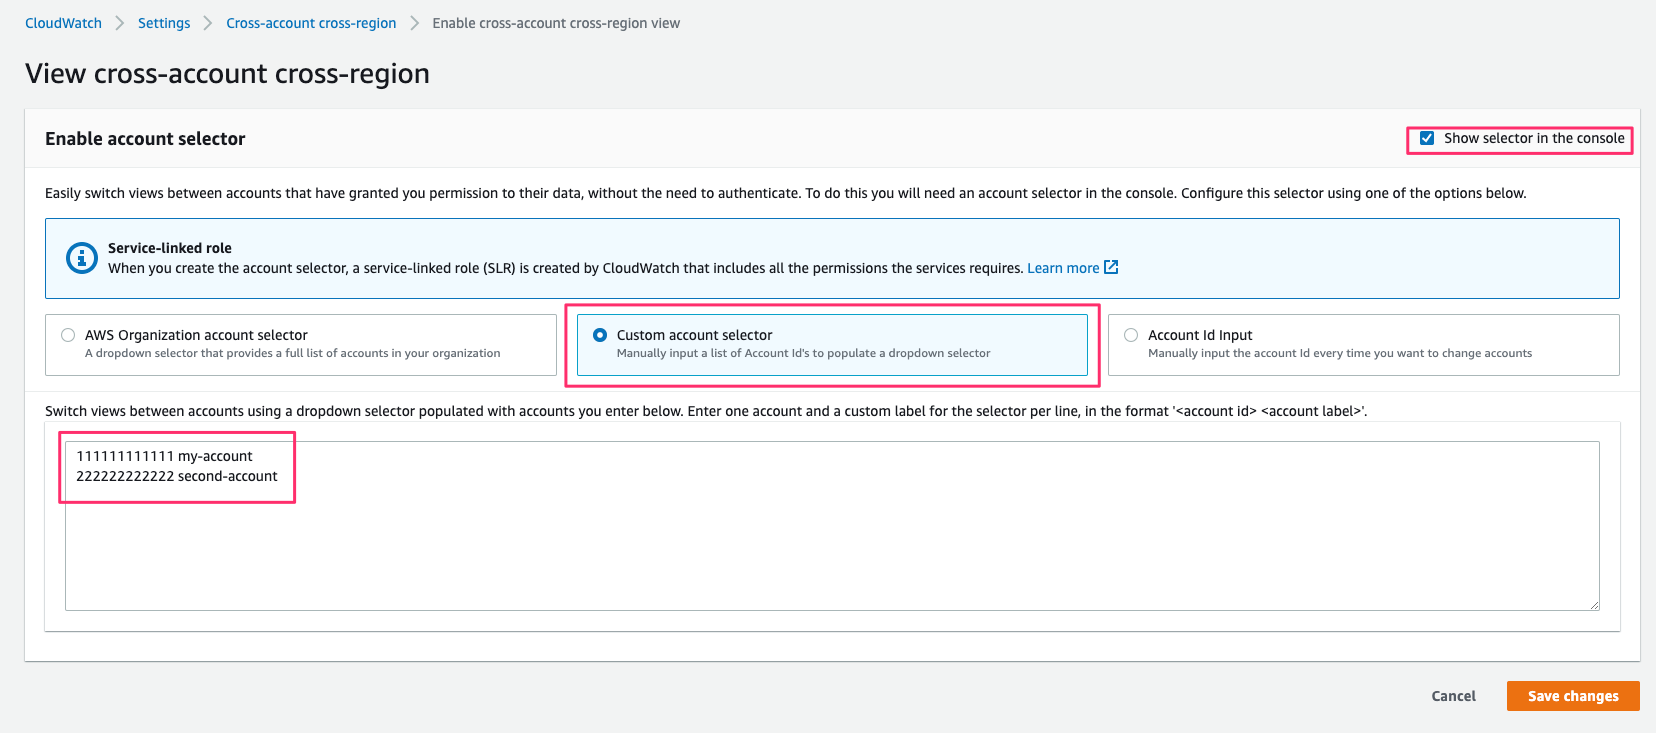 CloudWatch > Settings > Cross-account cross-region > Enable cross-account cross-region view
View cross-account cross-region
Enable account selector
Show selector in the console
Easily switch views between accounts that have granted you permission to their data, without the need to authenticate. To do this you will need an account selector in the console. Configure this selector using one of the options below.
Service-linked role
When you create the account selector, a service-linked role (SLR) is created by CloudWatch that includes all the permissions the services requires. Learn more
AWS Organization account selector
A dropdown selector that provides a full list of accounts in your organization
Custom account selector
Manually input a list of Account Id's to populate a dropdown selector
Account Id Input
Manually input the account Id every time you want to change accounts
Switch views between accounts using a dropdown selector populated with accounts you enter below. Enter one account and a custom label for the selector per line, in the format '<account id> <account label>'.
111111111111 my-account
222222222222 second-account
Cancel
Save changes